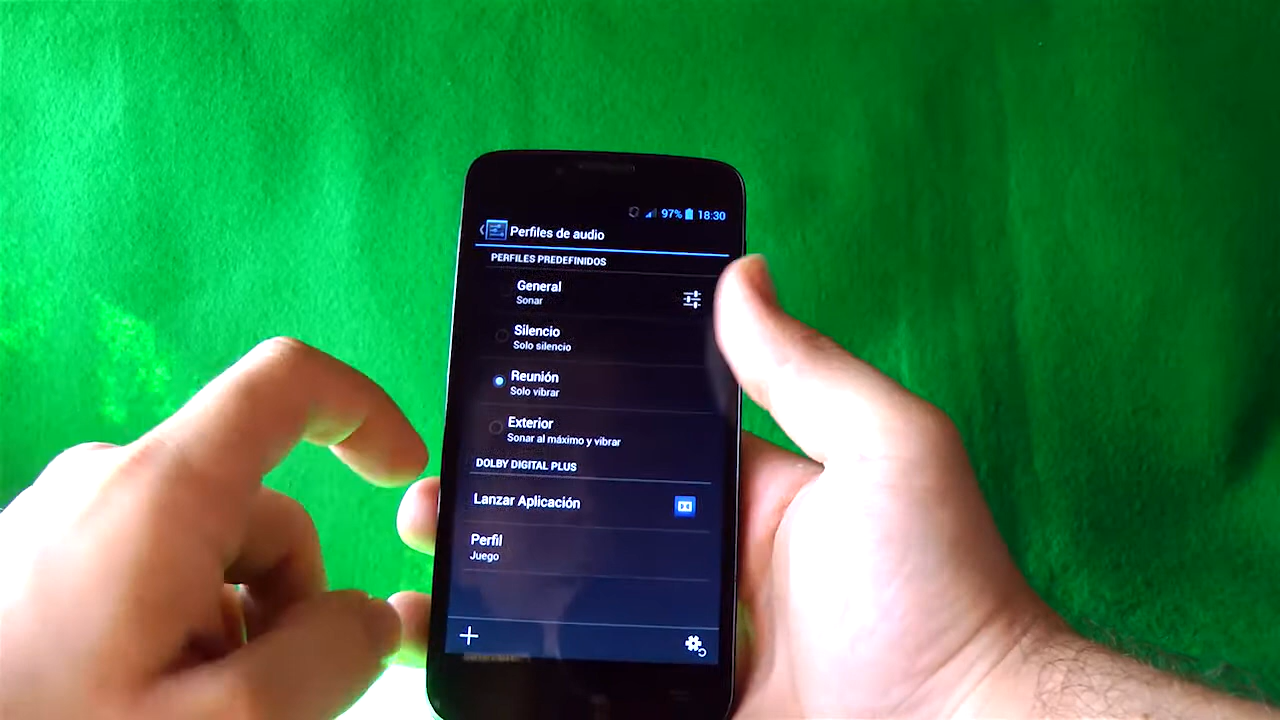 97% 18:30
Perfiles de audio
PERFILES PREDEFINIDOS
General
Sonar
Silencio
Solo silencio
Reunión
Solo vibrar
Exterior
Sonar al máximo y vibrar
DOLBY DIGITAL PLUS
Lanzar Aplicación
Perfil
Juego